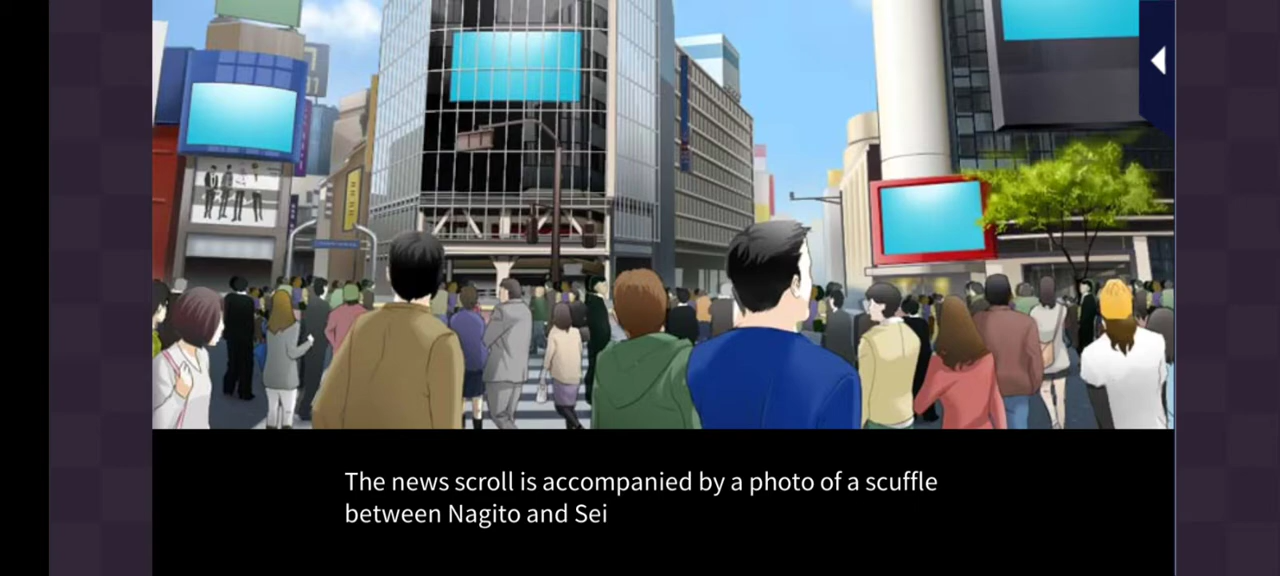 The news scroll is accompanied by a photo of a scuffle
between Nagito and Sei